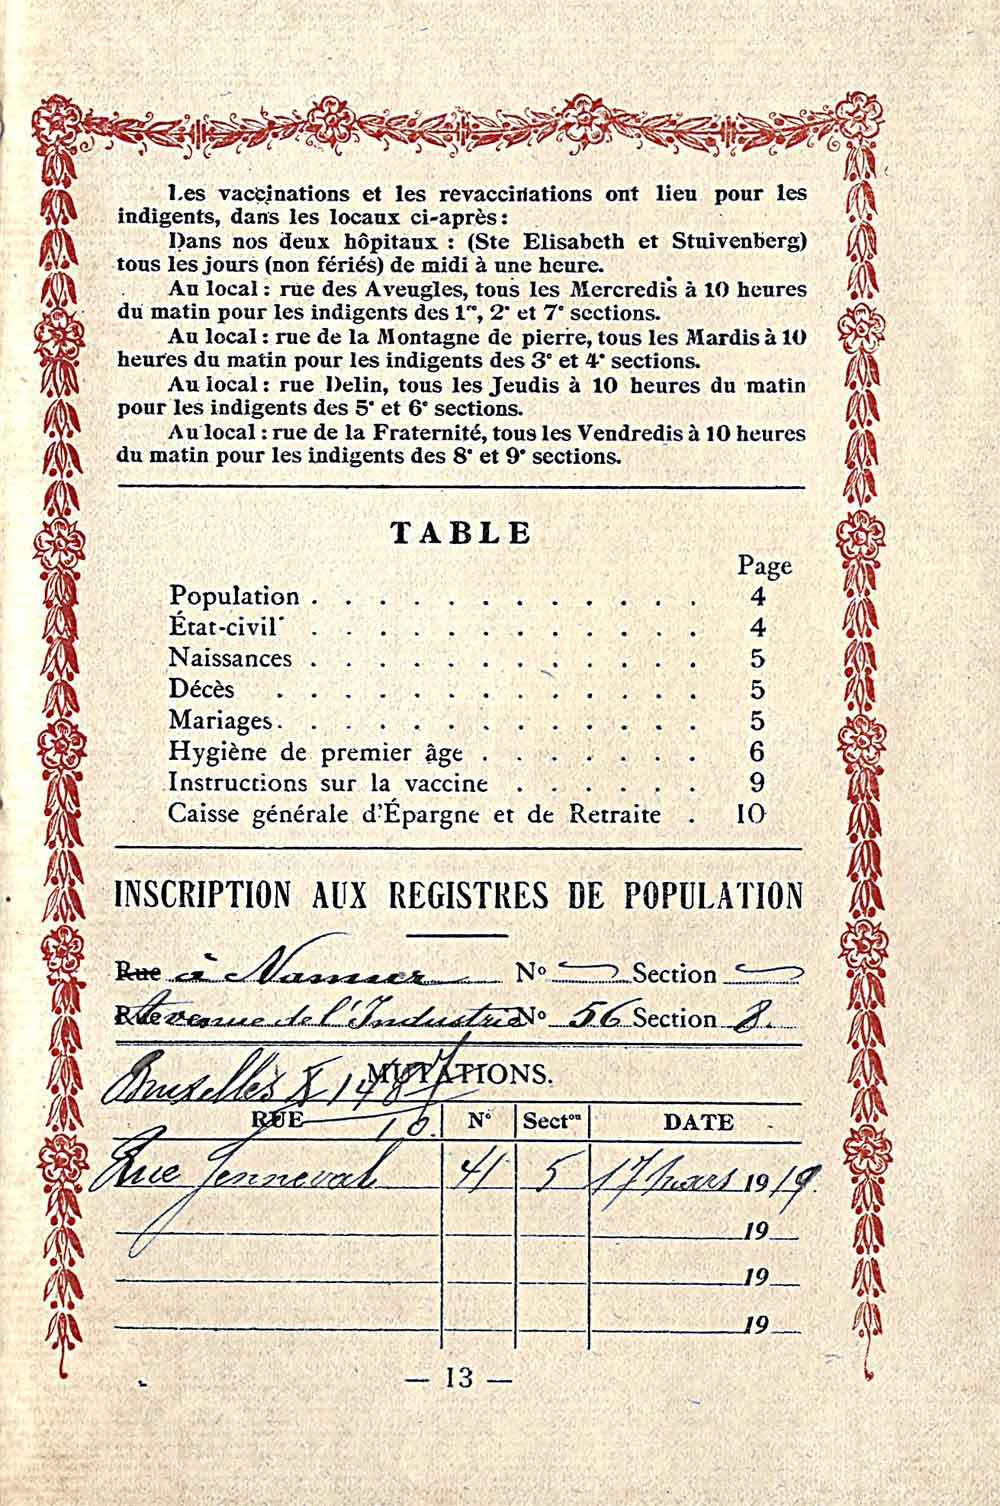 Les vaccinations et les revaccinations ont lieu pour les
indigents, dans les locaux ci-après :
Dans nos deux hôpitaux : (Ste Elisabeth et Stuivenberg)
tous les jours (non fériés) de midi à une heure.
Au local : rue des Aveugles, tous les Mercredis à 10 heures
du matin pour les indigents des 1re, 2e et 7e sections.
Au local : rue de la Montagne de pierre, tous les Mardis à 10
heures du matin pour les indigents des 3e et 4e sections.
Au local : rue Delin, tous les Jeudis à 10 heures du matin
pour les indigents des 5e et 6e sections.
Au local : rue de la Fraternité, tous les Vendredis à 10 heures
du matin pour les indigents des 8e et 9e sections.
TABLE
Page
Population . . . . . . . . . . . . 4
État-civil . . . . . . . . . . . . 4
Naissances . . . . . . . . . . . . 5
Décès . . . . . . . . . . . . . 5
Mariages . . . . . . . . . . . . . 5
Hygiène de premier âge . . . . . . . 6
Instructions sur la vaccine . . . . . . 9
Caisse générale d'Épargne et de Retraite . 10
INSCRIPTION AUX REGISTRES DE POPULATION
Rue à Namur No Section
Rue Avenue de l'Industrie No 56 Section 8.
MUTATIONS.
Bruxelles X 1487
10.
RUE No Secton DATE
Rue Jenneval 41 5 17 mars 1919.
19
19
19
— 13 —